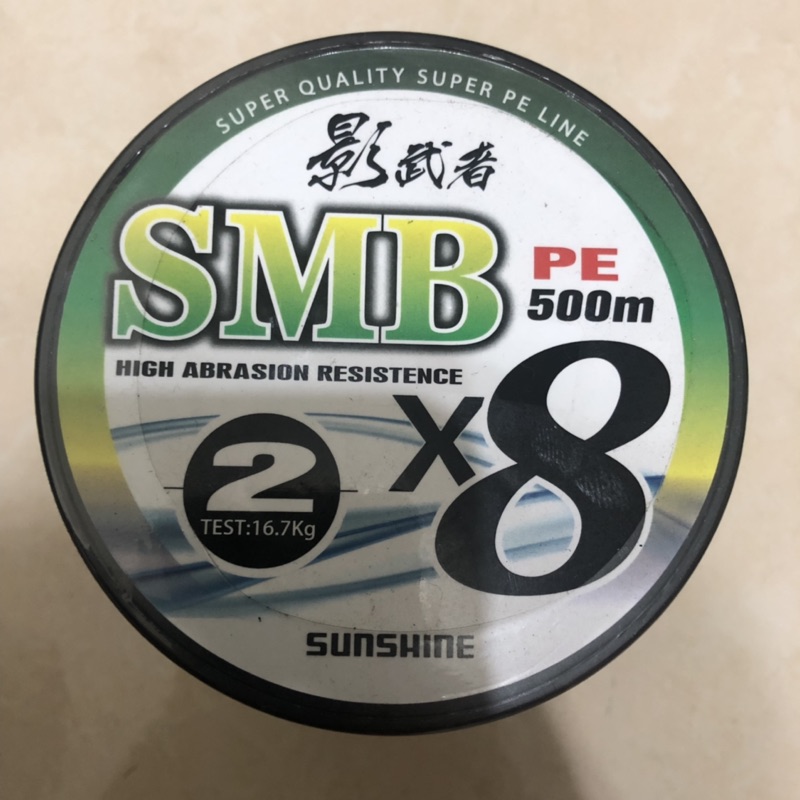 SUPER QUALITY SUPER PE LINE
影武者
SMB
PE
500m
HIGH ABRASION RESISTENCE
X8
2
TEST:16.7Kg
SUNSHINE